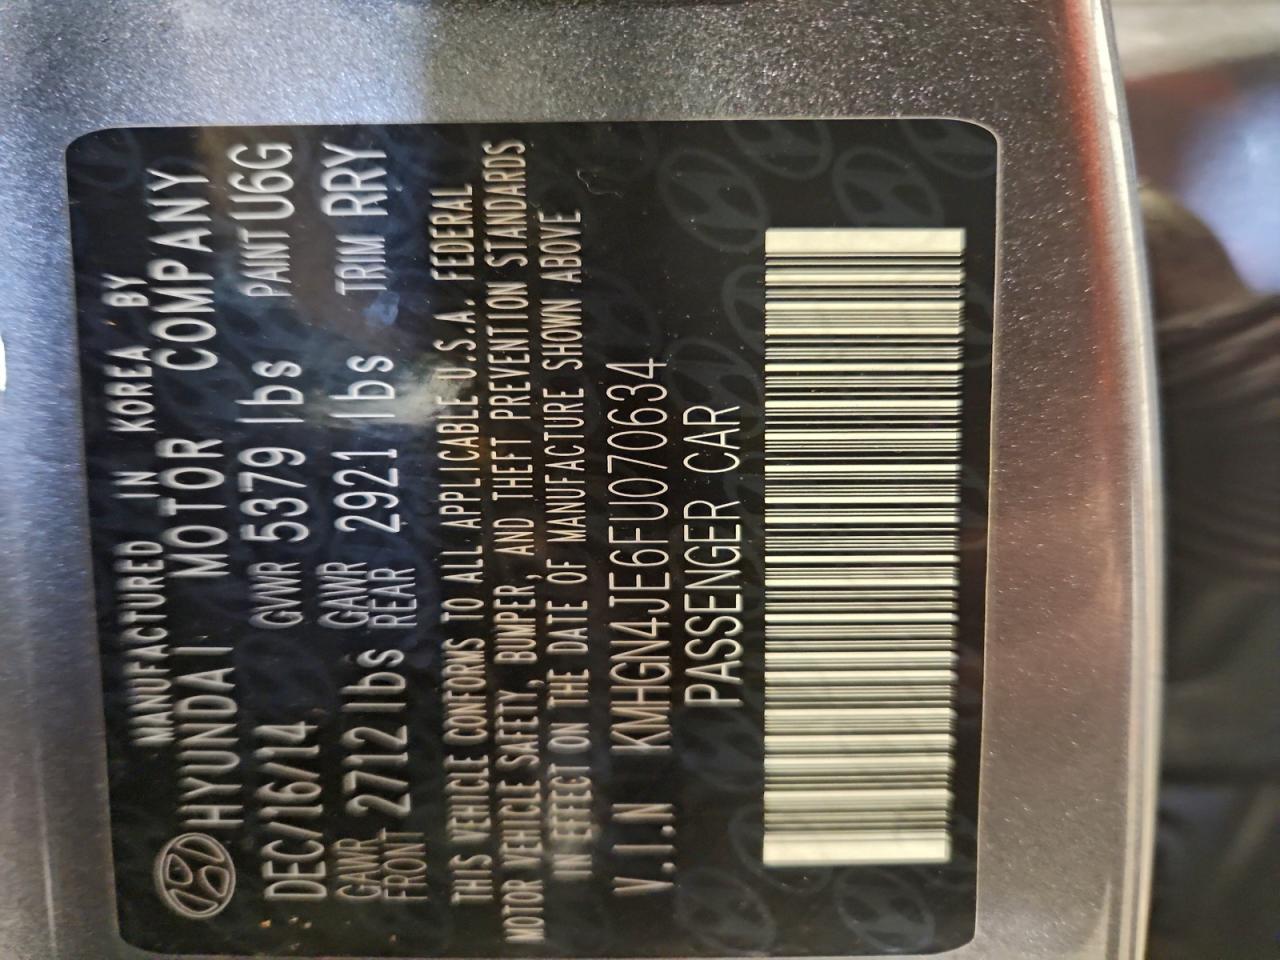 MANUFACTURED IN KOREA BY
HYUNDAI MOTOR COMPANY
DEC/16/14 GVWR 5379 lbs PAINT U6G
GAWR FRONT 2712 lbs GAWR REAR 2921 lbs TRIM RRY
THIS VEHICLE CONFORMS TO ALL APPLICABLE U.S.A. FEDERAL
MOTOR VEHICLE SAFETY, BUMPER, AND THEFT PREVENTION STANDARDS
IN EFFECT ON THE DATE OF MANUFACTURE SHOWN ABOVE
V.I.N KMHGN4JE6FU070634
PASSENGER CAR